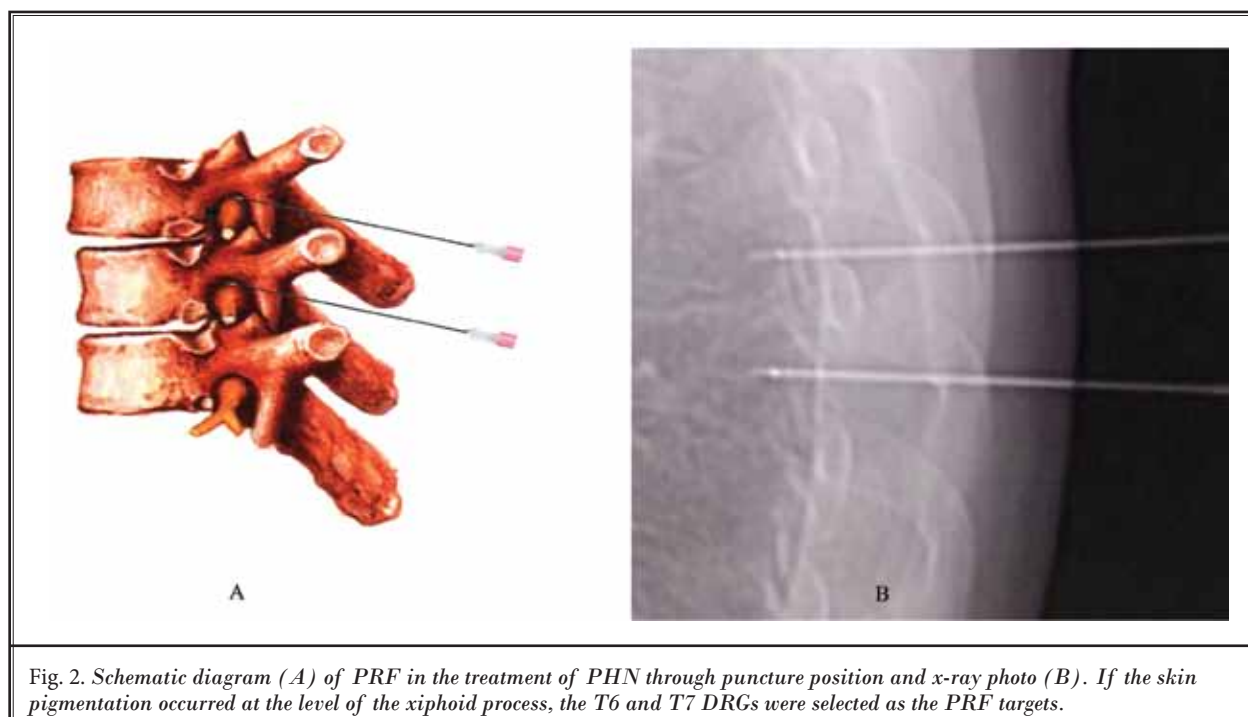 A
B
Fig. 2. Schematic diagram (A) of PRF in the treatment of PHN through puncture position and x-ray photo (B). If the skin
pigmentation occurred at the level of the xiphoid process, the T6 and T7 DRGs were selected as the PRF targets.